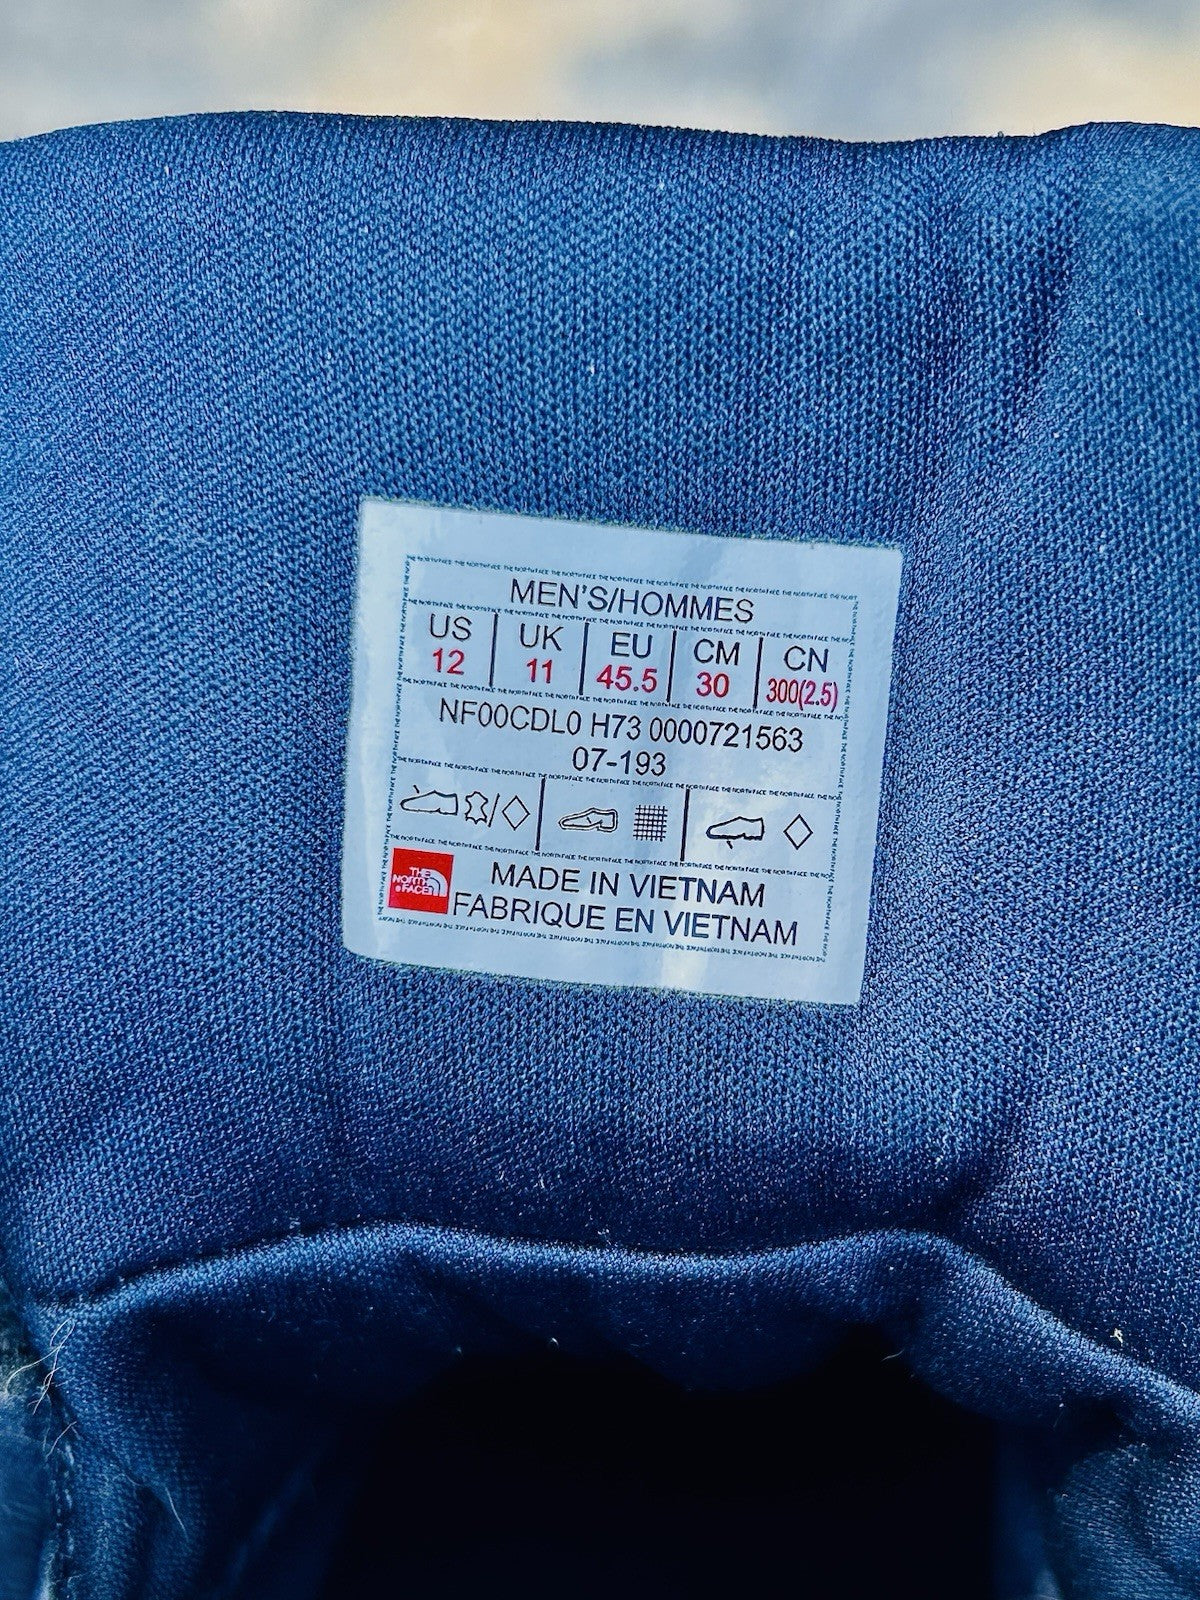 MEN'S/HOMMES
US UK EU CM CN
12 11 45.5 30 300(2.5)
NF00CDL0 H73 0000721563
07-193
THE
NORTH
FACE
MADE IN VIETNAM
FABRIQUE EN VIETNAM